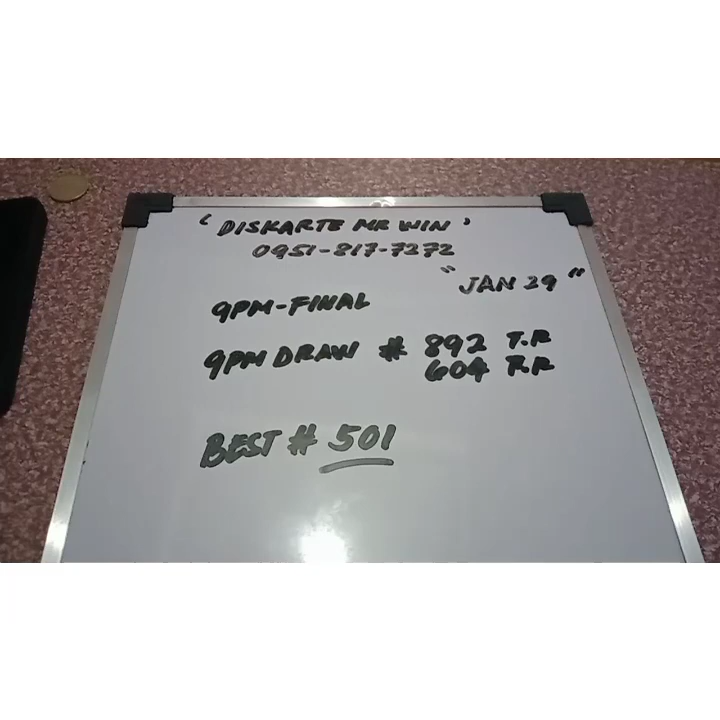 ' DISKARTE MR WIN '
0951-817-7272
" JAN 29 "
9PM-FINAL
9PM DRAW # 892 T.R
604 R.R
BEST # 501